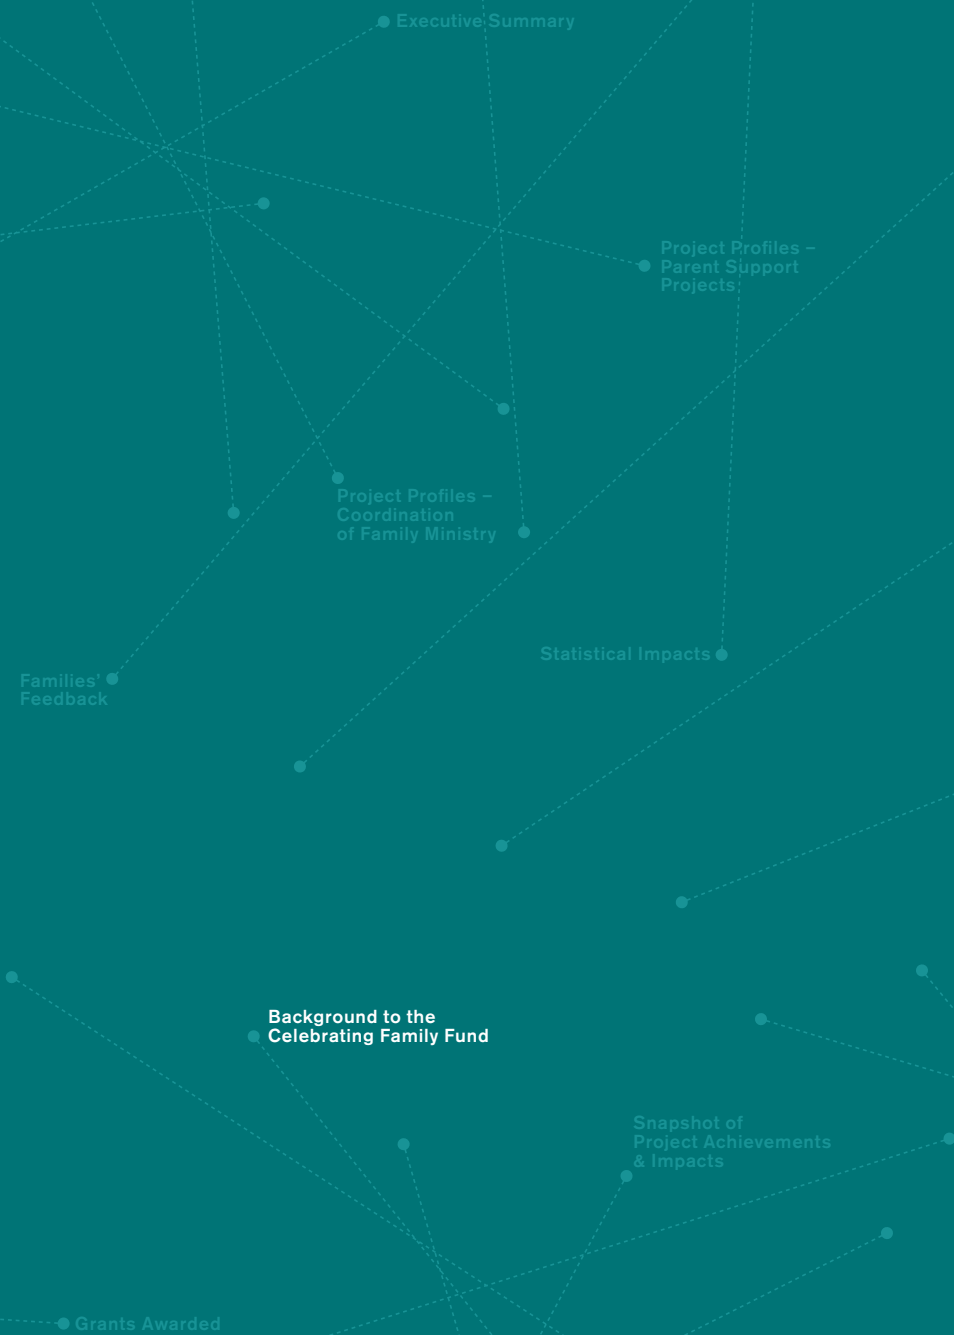 Executive Summary
Project Profiles –
Parent Support
Projects
Project Profiles –
Coordination
of Family Ministry
Statistical Impacts
Families'
Feedback
Background to the
Celebrating Family Fund
Snapshot of
Project Achievements
& Impacts
Grants Awarded